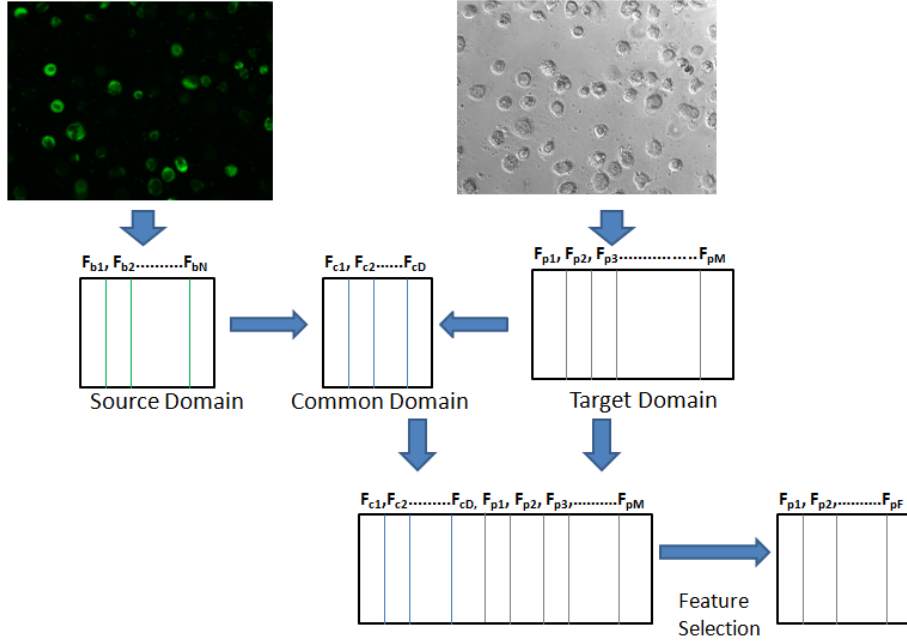 F_b1, F_b2..........F_bN
F_c1, F_c2......F_cD
F_p1, F_p2, F_p3...................F_pM
Source Domain
Common Domain
Target Domain
F_c1,F_c2.........F_cD, F_p1, F_p2, F_p3,..........F_pM
F_p1, F_p2,..........F_pF
Feature
Selection